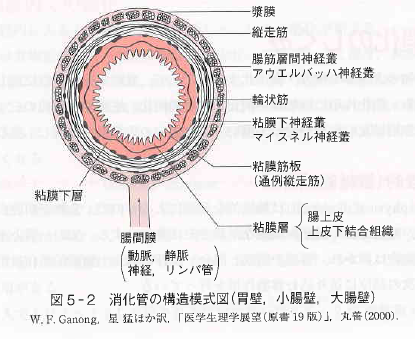 漿膜
縦走筋
腸筋層間神経叢
アウエルバッハ神経叢
輪状筋
粘膜下神経叢
マイスネル神経叢
粘膜筋板
(通例縦走筋)
粘膜下層
粘膜層
腸上皮
上皮下結合組織
腸間膜
(動脈, 静脈
神経, リンパ管)
図5-2 消化管の構造模式図(胃壁, 小腸壁, 大腸壁)
W. F. Ganong, 星 猛ほか訳, 「医学生理学展望(原書19版)」, 丸善(2000).